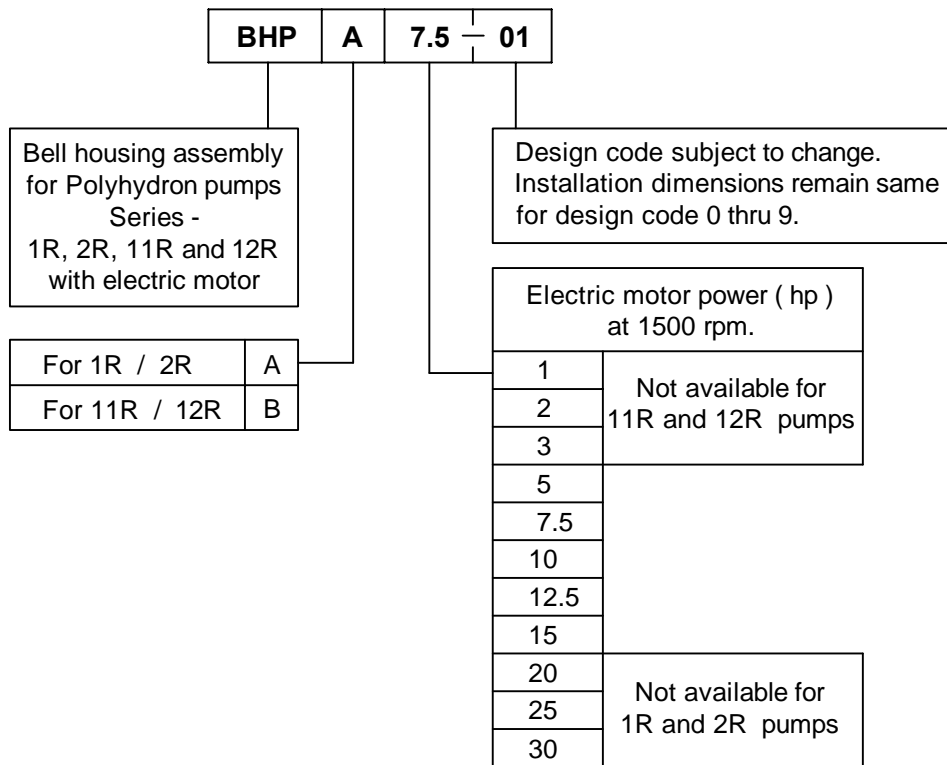 BHP A 7.5 – 01
Bell housing assembly
for Polyhydron pumps
Series -
1R, 2R, 11R and 12R
with electric motor
Design code subject to change.
Installation dimensions remain same
for design code 0 thru 9.
For 1R / 2R A
For 11R / 12R B
Electric motor power ( hp )
at 1500 rpm.
1
2
3
Not available for
11R and 12R pumps
5
7.5
10
12.5
15
20
25
30
Not available for
1R and 2R pumps